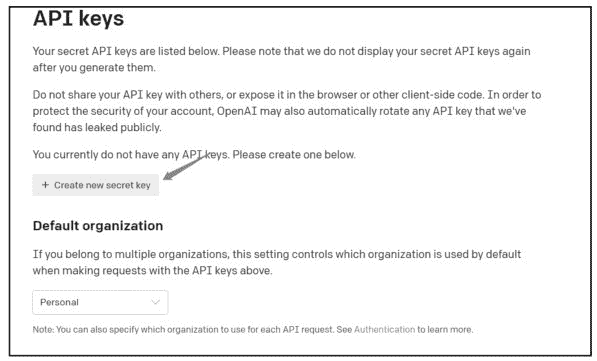 API keys
Your secret API keys are listed below. Please note that we do not display your secret API keys again
after you generate them.
Do not share your API key with others, or expose it in the browser or other client-side code. In order to
protect the security of your account, OpenAI may also automatically rotate any API key that we've
found has leaked publicly.
You currently do not have any API keys. Please create one below.
+ Create new secret key
Default organization
If you belong to multiple organizations, this setting controls which organization is used by default
when making requests with the API keys above.
Personal
Note: You can also specify which organization to use for each API request. See Authentication to learn more.